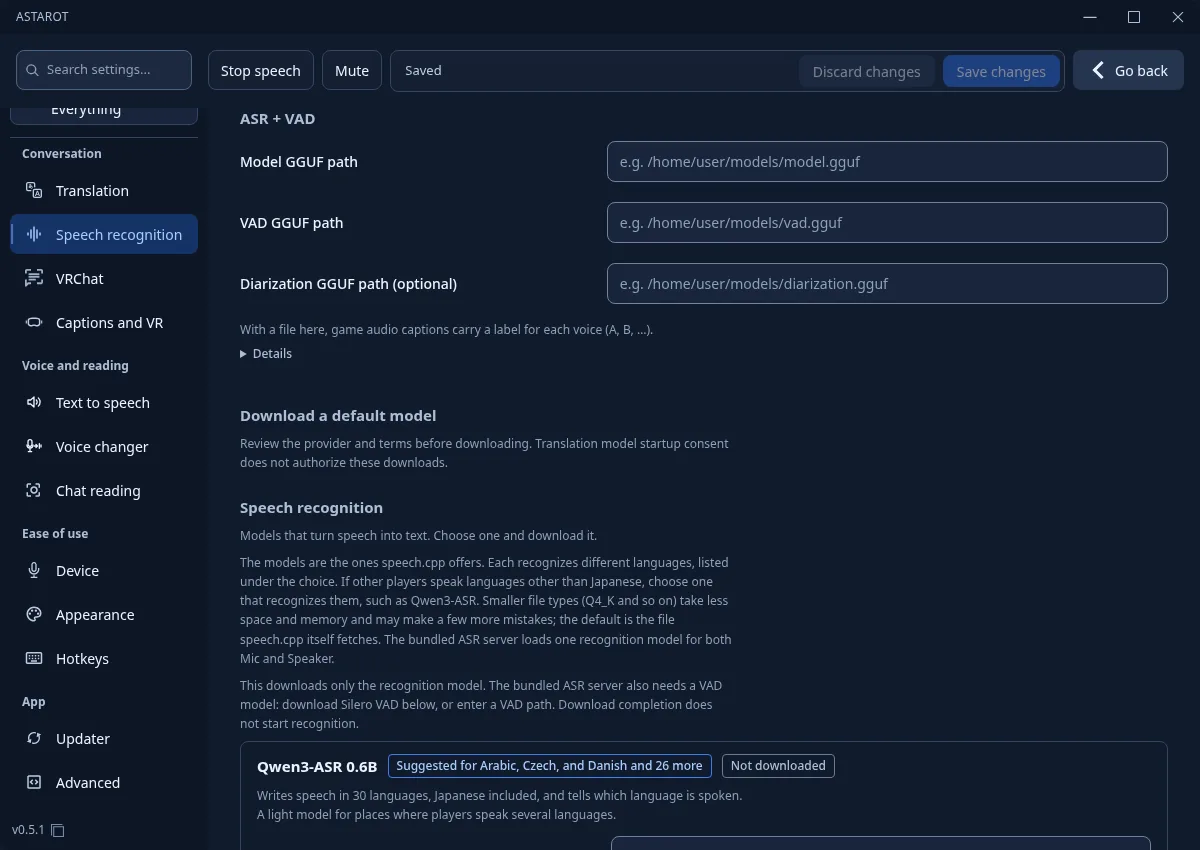 ASTAROT
Search settings...
Stop speech
Mute
Saved
Discard changes
Save changes
Go back
Everything
Conversation
Translation
Speech recognition
VRChat
Captions and VR
Voice and reading
Text to speech
Voice changer
Chat reading
Ease of use
Device
Appearance
Hotkeys
App
Updater
Advanced
v0.5.1
ASR + VAD
Model GGUF path
e.g. /home/user/models/model.gguf
VAD GGUF path
e.g. /home/user/models/vad.gguf
Diarization GGUF path (optional)
e.g. /home/user/models/diarization.gguf
With a file here, game audio captions carry a label for each voice (A, B, ...).
Details
Download a default model
Review the provider and terms before downloading. Translation model startup consent
does not authorize these downloads.
Speech recognition
Models that turn speech into text. Choose one and download it.
The models are the ones speech.cpp offers. Each recognizes different languages, listed
under the choice. If other players speak languages other than Japanese, choose one
that recognizes them, such as Qwen3-ASR. Smaller file types (Q4_K and so on) take less
space and memory and may make a few more mistakes; the default is the file
speech.cpp itself fetches. The bundled ASR server loads one recognition model for both
Mic and Speaker.
This downloads only the recognition model. The bundled ASR server also needs a VAD
model: download Silero VAD below, or enter a VAD path. Download completion does
not start recognition.
Qwen3-ASR 0.6B
Suggested for Arabic, Czech, and Danish and 26 more
Not downloaded
Writes speech in 30 languages, Japanese included, and tells which language is spoken.
A light model for places where players speak several languages.